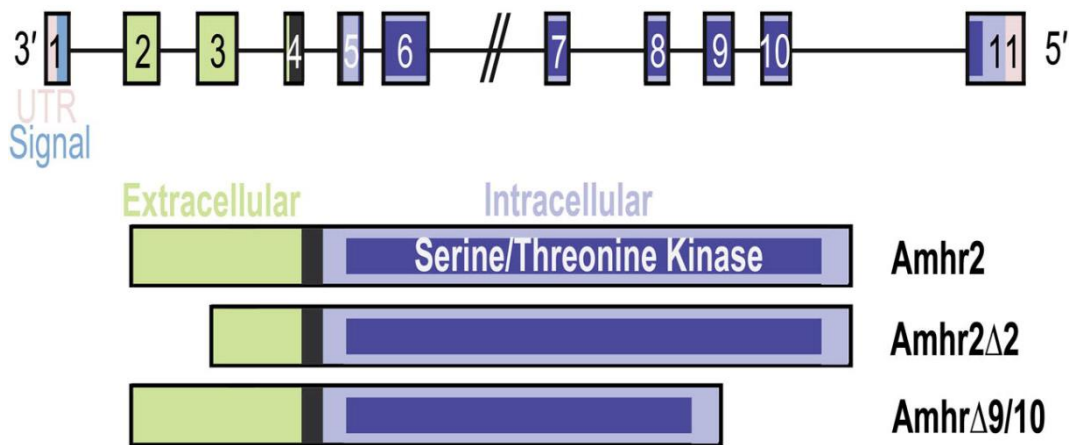 3′ 1 2 3 4 5 6 // 7 8 9 10 11 5′
UTR
Signal
Extracellular Intracellular
Serine/Threonine Kinase Amhr2
Amhr2Δ2
AmhrΔ9/10